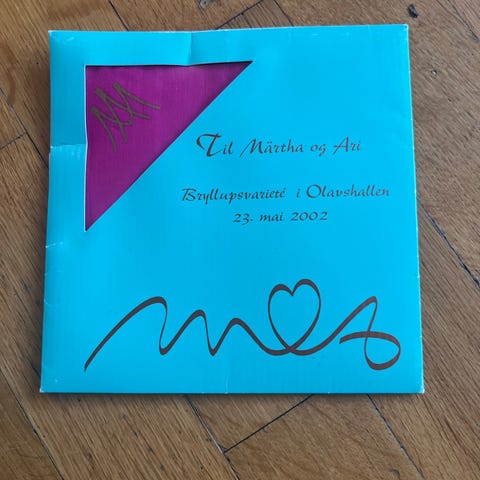 Til Märtha og Ari
Bryllupsvarieté i Olavshallen
23. mai 2002